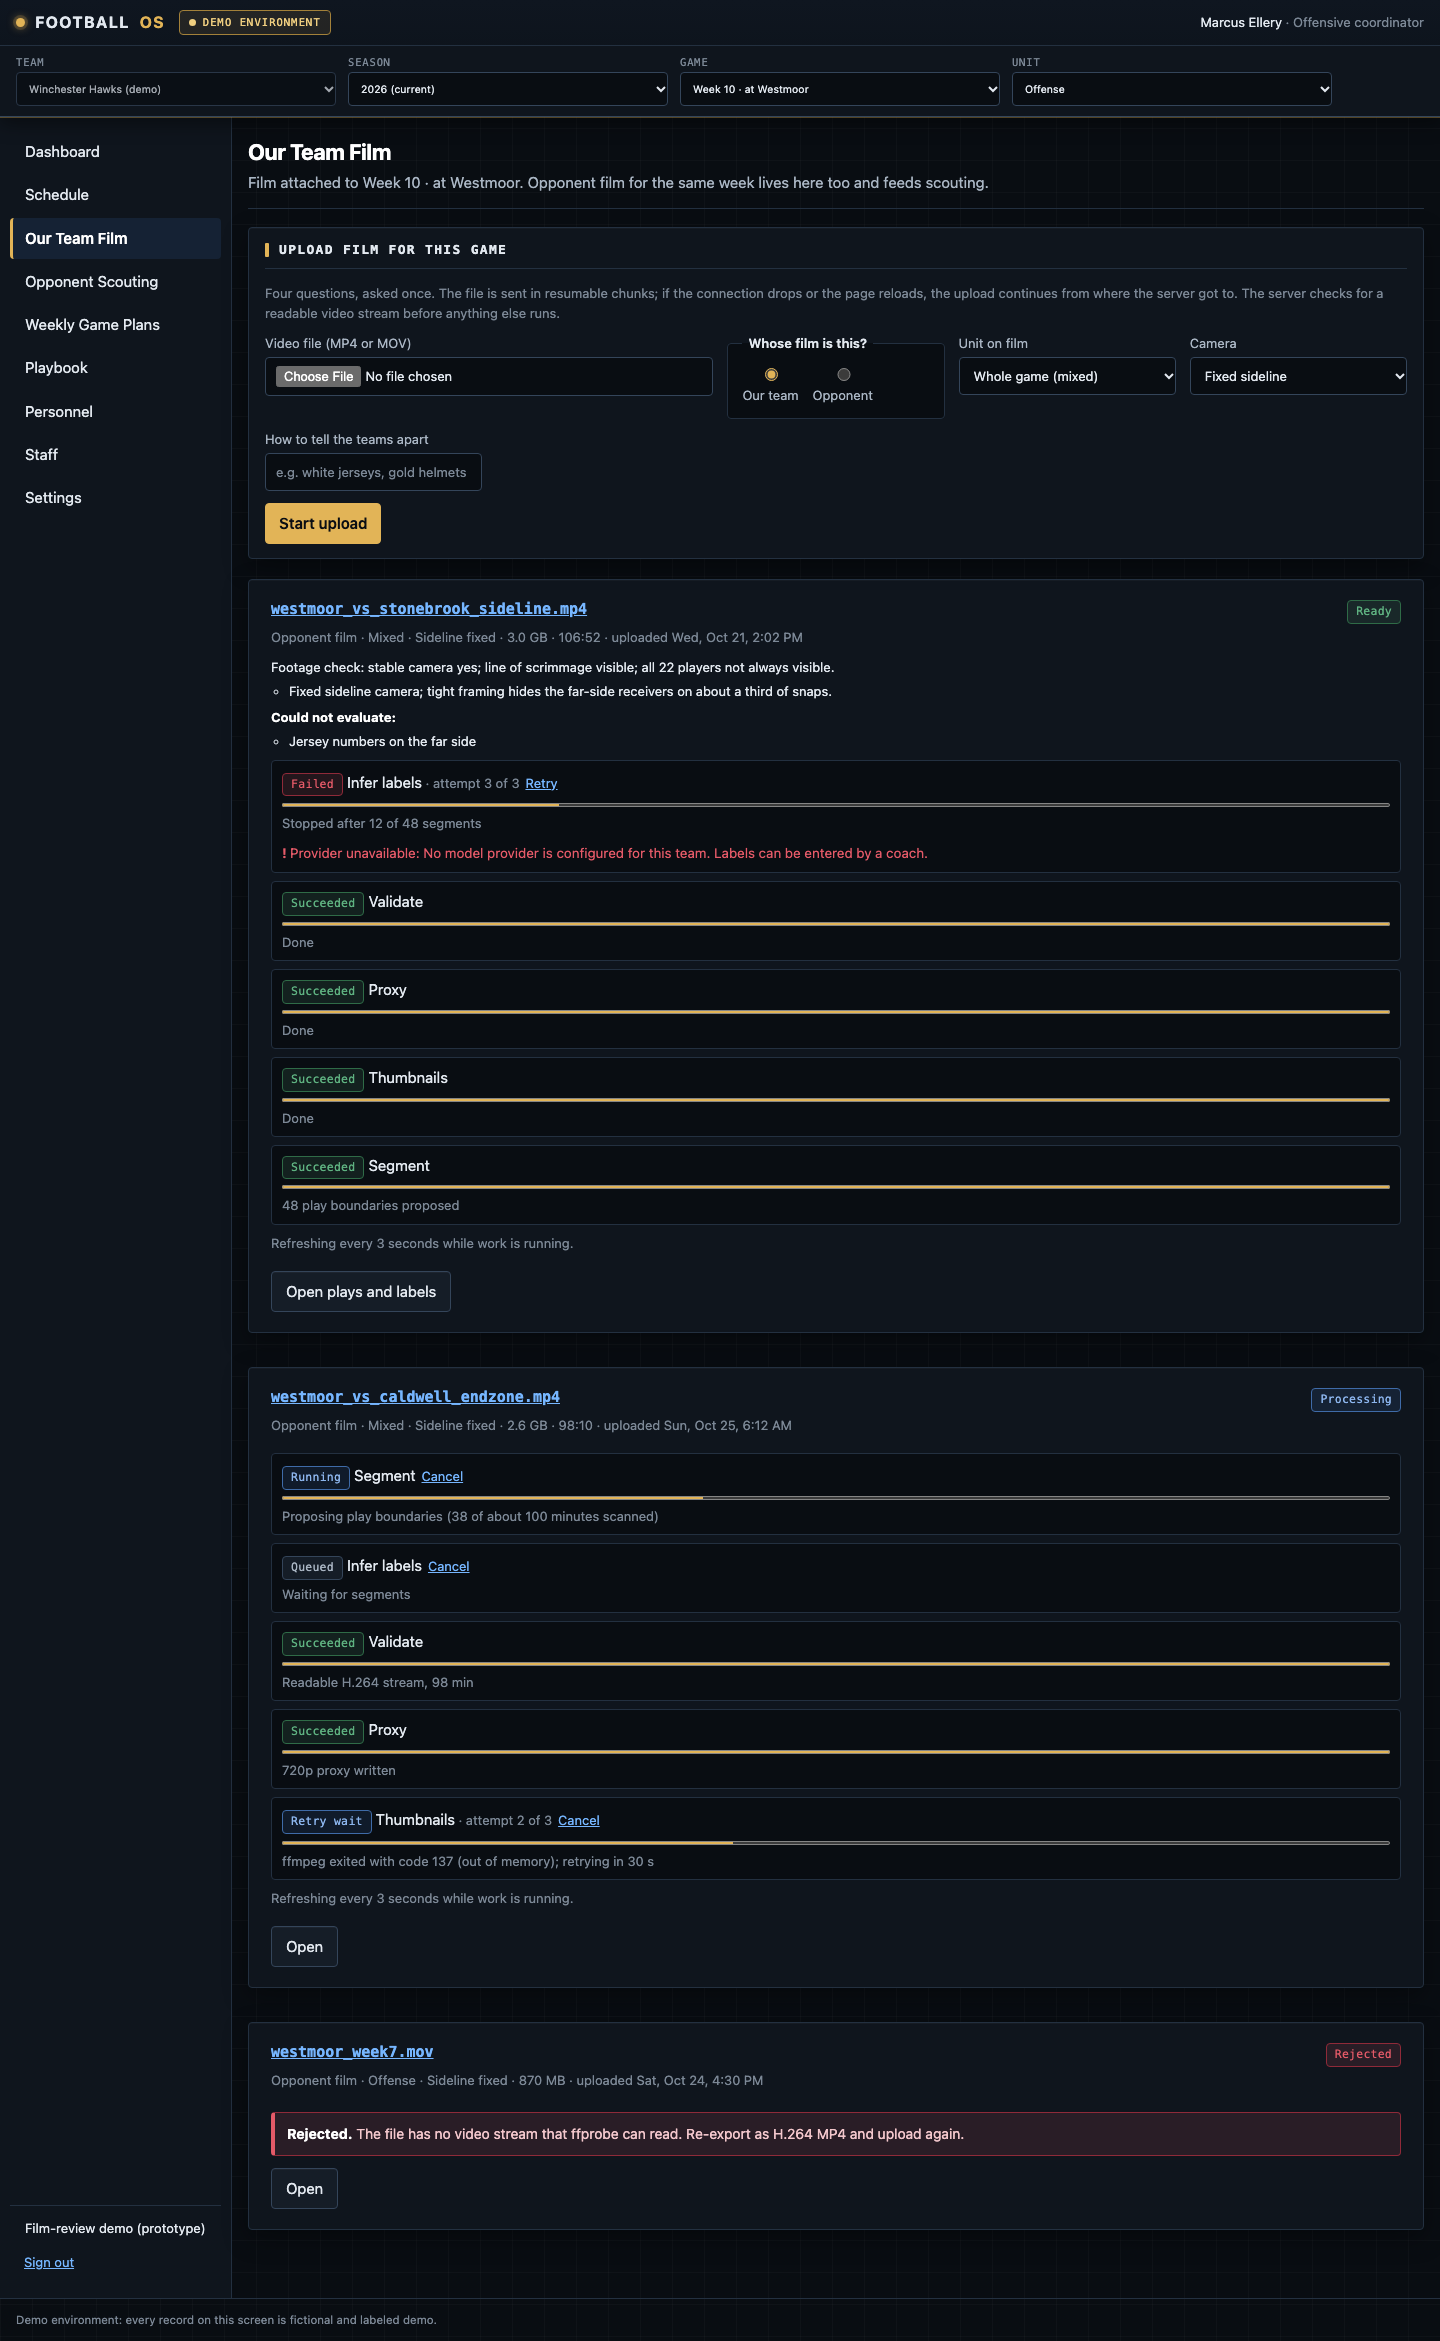 FOOTBALL OS
DEMO ENVIRONMENT
Marcus Ellery · Offensive coordinator
TEAM
Winchester Hawks (demo)
SEASON
2026 (current)
GAME
Week 10 · at Westmoor
UNIT
Offense
Dashboard
Schedule
Our Team Film
Opponent Scouting
Weekly Game Plans
Playbook
Personnel
Staff
Settings
Film-review demo (prototype)
Sign out
Our Team Film
Film attached to Week 10 · at Westmoor. Opponent film for the same week lives here too and feeds scouting.
UPLOAD FILM FOR THIS GAME
Four questions, asked once. The file is sent in resumable chunks; if the connection drops or the page reloads, the upload continues from where the server got to. The server checks for a
readable video stream before anything else runs.
Video file (MP4 or MOV)
Choose File No file chosen
Whose film is this?
Our team
Opponent
Unit on film
Whole game (mixed)
Camera
Fixed sideline
How to tell the teams apart
e.g. white jerseys, gold helmets
Start upload
westmoor_vs_stonebrook_sideline.mp4
Ready
Opponent film · Mixed · Sideline fixed · 3.0 GB · 106:52 · uploaded Wed, Oct 21, 2:02 PM
Footage check: stable camera yes; line of scrimmage visible; all 22 players not always visible.
Fixed sideline camera; tight framing hides the far-side receivers on about a third of snaps.
Could not evaluate:
Jersey numbers on the far side
Failed Infer labels · attempt 3 of 3 Retry
Stopped after 12 of 48 segments
! Provider unavailable: No model provider is configured for this team. Labels can be entered by a coach.
Succeeded Validate
Done
Succeeded Proxy
Done
Succeeded Thumbnails
Done
Succeeded Segment
48 play boundaries proposed
Refreshing every 3 seconds while work is running.
Open plays and labels
westmoor_vs_caldwell_endzone.mp4
Processing
Opponent film · Mixed · Sideline fixed · 2.6 GB · 98:10 · uploaded Sun, Oct 25, 6:12 AM
Running Segment Cancel
Proposing play boundaries (38 of about 100 minutes scanned)
Queued Infer labels Cancel
Waiting for segments
Succeeded Validate
Readable H.264 stream, 98 min
Succeeded Proxy
720p proxy written
Retry wait Thumbnails · attempt 2 of 3 Cancel
ffmpeg exited with code 137 (out of memory); retrying in 30 s
Refreshing every 3 seconds while work is running.
Open
westmoor_week7.mov
Rejected
Opponent film · Offense · Sideline fixed · 870 MB · uploaded Sat, Oct 24, 4:30 PM
Rejected. The file has no video stream that ffprobe can read. Re-export as H.264 MP4 and upload again.
Open
Demo environment: every record on this screen is fictional and labeled demo.